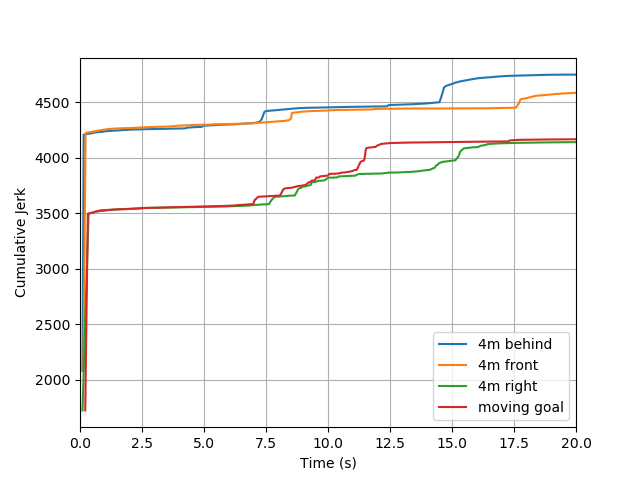 Cumulative Jerk
4500
4000
3500
3000
2500
2000
0.0 2.5 5.0 7.5 10.0 12.5 15.0 17.5 20.0
Time (s)
4m behind
4m front
4m right
moving goal